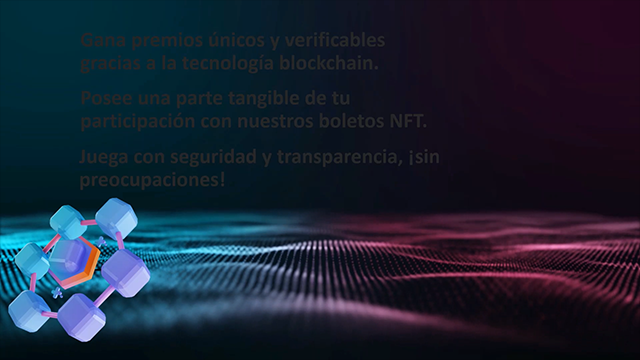 Gana premios únicos y verificables
gracias a la tecnología blockchain.
Posee una parte tangible de tu
participación con nuestros boletos NFT.
Juega con seguridad y transparencia, ¡sin
preocupaciones!